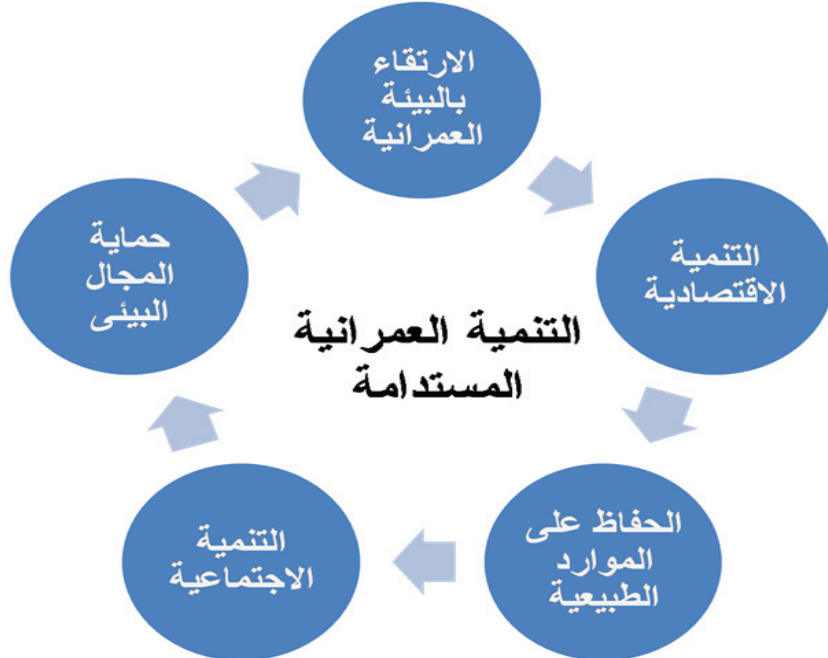 الارتقاء
بالبيئة
العمرانية
التنمية
الاقتصادية
الحفاظ على
الموارد
الطبيعية
التنمية
الاجتماعية
حماية
المجال
البيئى
التنمية العمرانية
المستدامة